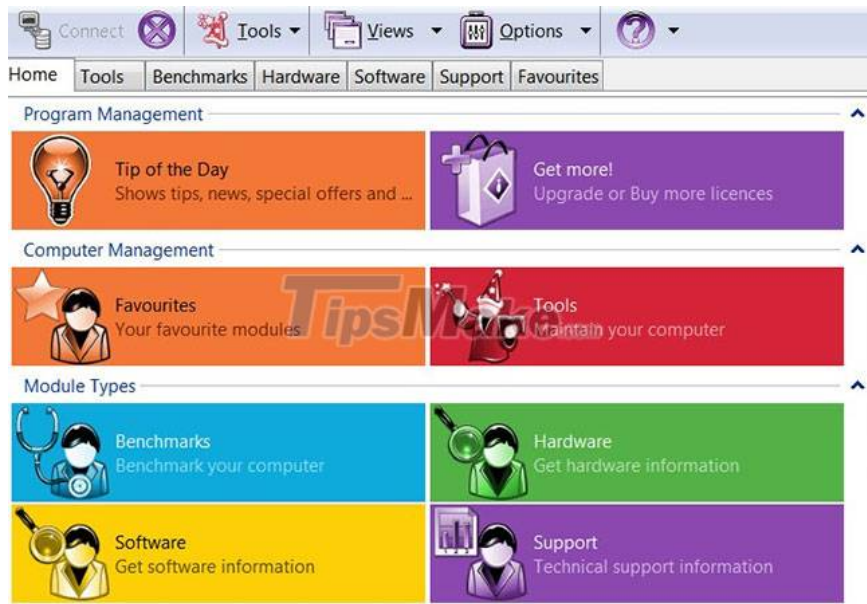 Connect Tools Views Options
Home Tools Benchmarks Hardware Software Support Favourites
Program Management
Tip of the Day
Shows tips, news, special offers and ...
Get more!
Upgrade or Buy more licences
Computer Management
Favourites
Your favourite modules
Tools
Maintain your computer
TipsMake
Module Types
Benchmarks
Benchmark your computer
Hardware
Get hardware information
Software
Get software information
Support
Technical support information